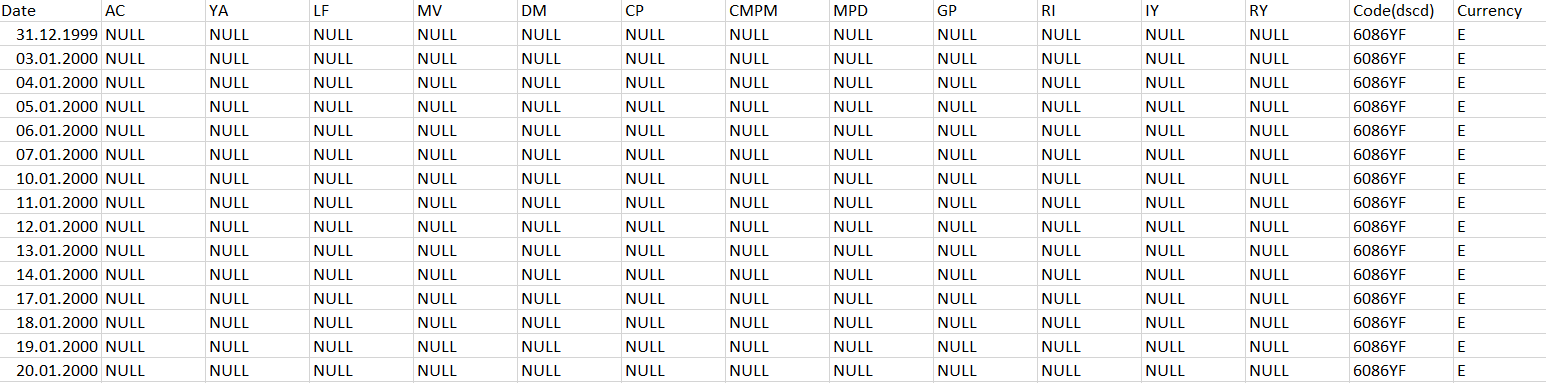 Date AC YA LF MV DM CP CMPM MPD GP RI IY RY Code(dscd) Currency
31.12.1999 NULL NULL NULL NULL NULL NULL NULL NULL NULL NULL NULL NULL 6086YF E
03.01.2000 NULL NULL NULL NULL NULL NULL NULL NULL NULL NULL NULL NULL 6086YF E
04.01.2000 NULL NULL NULL NULL NULL NULL NULL NULL NULL NULL NULL NULL 6086YF E
05.01.2000 NULL NULL NULL NULL NULL NULL NULL NULL NULL NULL NULL NULL 6086YF E
06.01.2000 NULL NULL NULL NULL NULL NULL NULL NULL NULL NULL NULL NULL 6086YF E
07.01.2000 NULL NULL NULL NULL NULL NULL NULL NULL NULL NULL NULL NULL 6086YF E
10.01.2000 NULL NULL NULL NULL NULL NULL NULL NULL NULL NULL NULL NULL 6086YF E
11.01.2000 NULL NULL NULL NULL NULL NULL NULL NULL NULL NULL NULL NULL 6086YF E
12.01.2000 NULL NULL NULL NULL NULL NULL NULL NULL NULL NULL NULL NULL 6086YF E
13.01.2000 NULL NULL NULL NULL NULL NULL NULL NULL NULL NULL NULL NULL 6086YF E
14.01.2000 NULL NULL NULL NULL NULL NULL NULL NULL NULL NULL NULL NULL 6086YF E
17.01.2000 NULL NULL NULL NULL NULL NULL NULL NULL NULL NULL NULL NULL 6086YF E
18.01.2000 NULL NULL NULL NULL NULL NULL NULL NULL NULL NULL NULL NULL 6086YF E
19.01.2000 NULL NULL NULL NULL NULL NULL NULL NULL NULL NULL NULL NULL 6086YF E
20.01.2000 NULL NULL NULL NULL NULL NULL NULL NULL NULL NULL NULL NULL 6086YF E